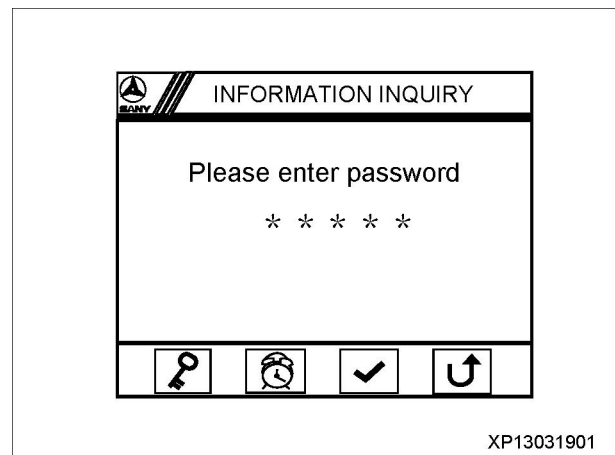 SANY
INFORMATION INQUIRY
Please enter password
* * * * *
XP13031901